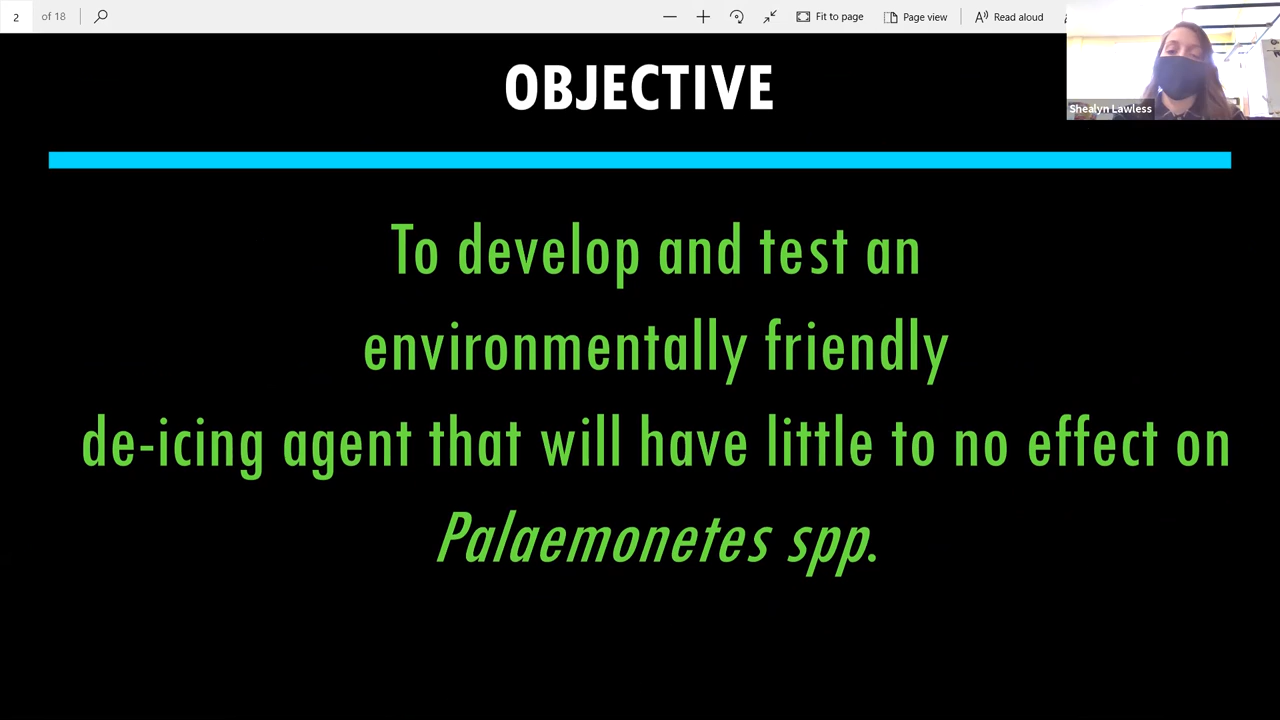 2 of 18 Fit to page Page view Read aloud
OBJECTIVE
Shealyn Lawless
To develop and test an
environmentally friendly
de-icing agent that will have little to no effect on
Palaemonetes spp.